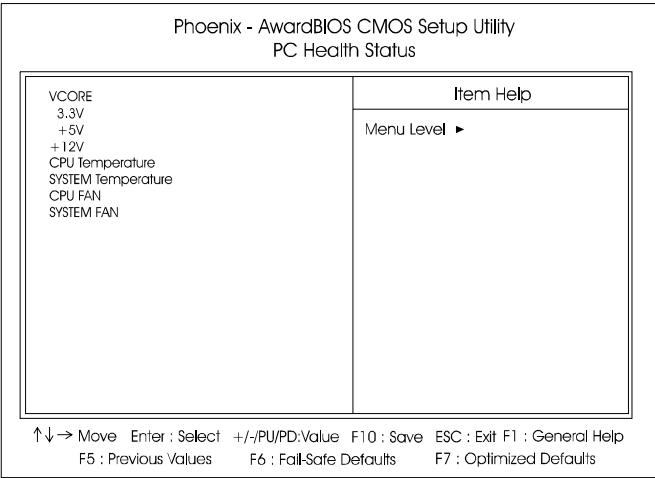 Phoenix - AwardBIOS CMOS Setup Utility
PC Health Status
VCORE
3.3V
+5V
+12V
CPU Temperature
SYSTEM Temperature
CPU FAN
SYSTEM FAN
Item Help
Menu Level ►
↑↓→ Move Enter : Select +/-/PU/PD:Value F10 : Save ESC : Exit F1 : General Help
F5 : Previous Values F6 : Fail-Safe Defaults F7 : Optimized Defaults